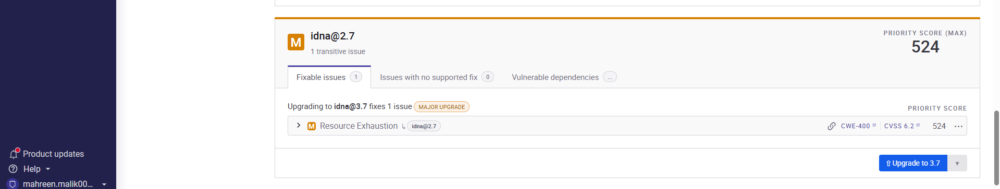 M
idna@2.7
1 transitive issue
PRIORITY SCORE (MAX)
524
Fixable issues 1
Issues with no supported fix 0
Vulnerable dependencies ...
Upgrading to idna@3.7 fixes 1 issue MAJOR UPGRADE
PRIORITY SCORE
M Resource Exhaustion idna@2.7 CWE-400 CVSS 6.2 524 ...
Upgrade to 3.7
Product updates
Help
mahreen.malik00...